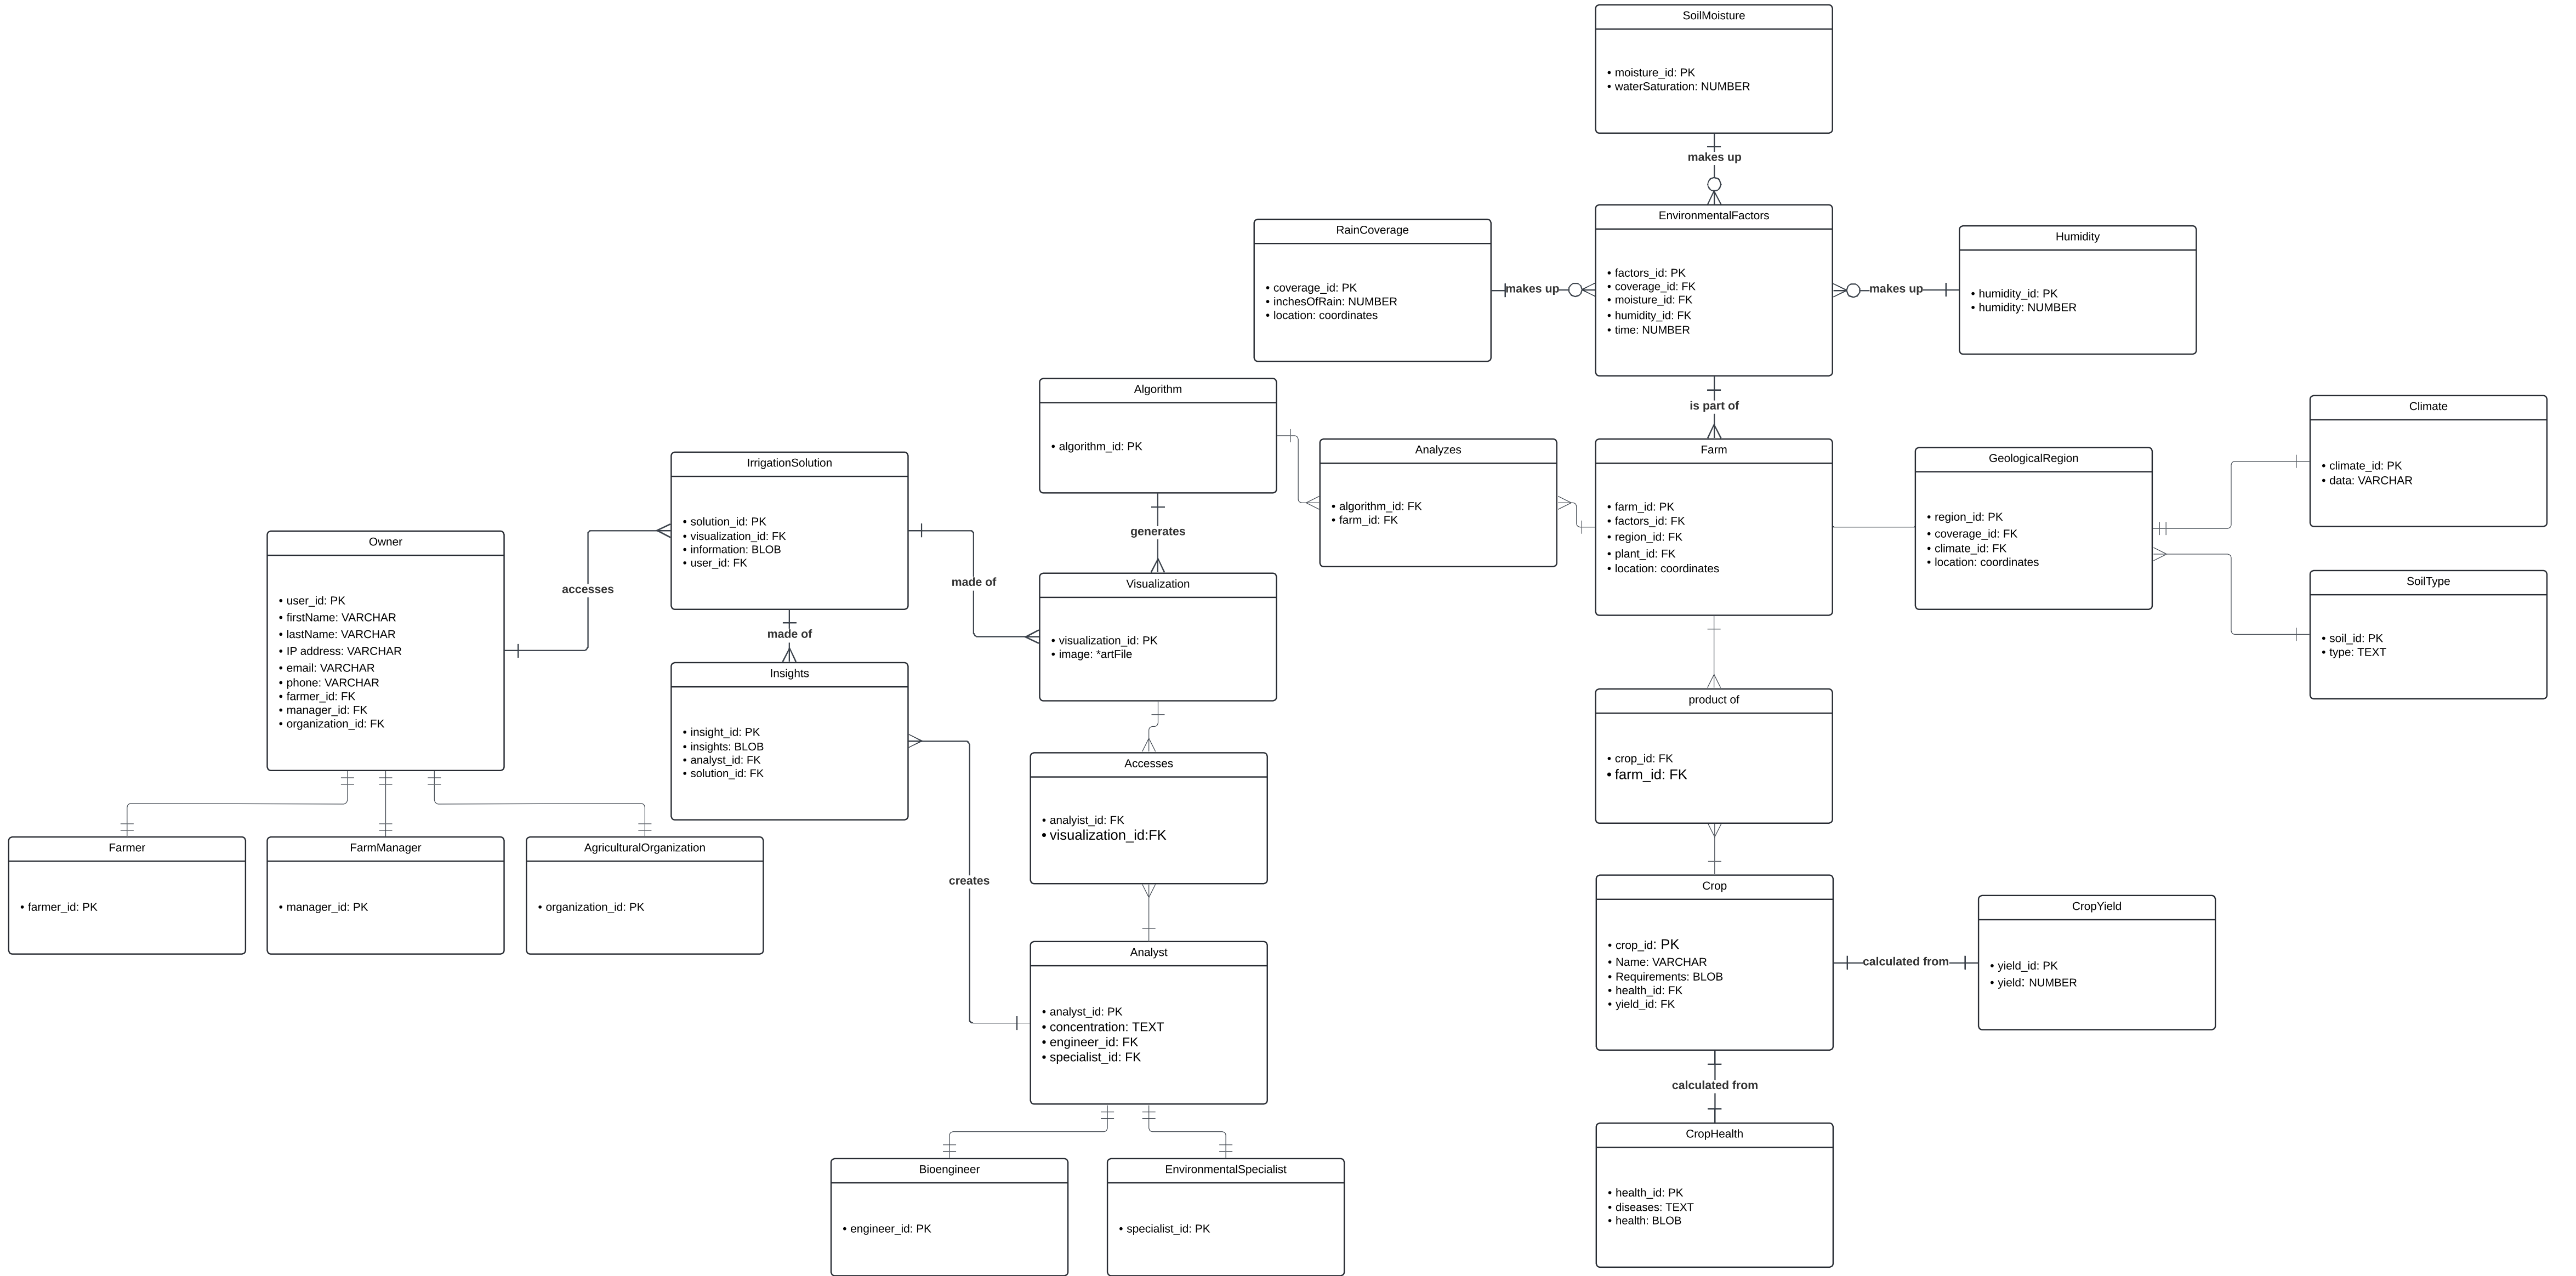 SoilMoisture
• moisture_id: PK
• waterSaturation: NUMBER
makes up
EnvironmentalFactors
• factors_id: PK
• coverage_id: FK
• moisture_id: FK
• humidity_id: FK
• time: NUMBER
RainCoverage
• coverage_id: PK
• inchesOfRain: NUMBER
• location: coordinates
makes up
makes up
Humidity
• humidity_id: PK
• humidity: NUMBER
is part of
Algorithm
• algorithm_id: PK
generates
Analyzes
• algorithm_id: FK
• farm_id: FK
Farm
• farm_id: PK
• factors_id: FK
• region_id: FK
• plant_id: FK
• location: coordinates
GeologicalRegion
• region_id: PK
• coverage_id: FK
• climate_id: FK
• location: coordinates
Climate
• climate_id: PK
• data: VARCHAR
SoilType
• soil_id: PK
• type: TEXT
IrrigationSolution
• solution_id: PK
• visualization_id: FK
• information: BLOB
• user_id: FK
accesses
made of
made of
Owner
• user_id: PK
• firstName: VARCHAR
• lastName: VARCHAR
• IP address: VARCHAR
• email: VARCHAR
• phone: VARCHAR
• farmer_id: FK
• manager_id: FK
• organization_id: FK
Visualization
• visualization_id: PK
• image: *artFile
Insights
• insight_id: PK
• insights: BLOB
• analyst_id: FK
• solution_id: FK
creates
Accesses
• analyist_id: FK
• visualization_id:FK
product of
• crop_id: FK
• farm_id: FK
Farmer
• farmer_id: PK
FarmManager
• manager_id: PK
AgriculturalOrganization
• organization_id: PK
Analyst
• analyst_id: PK
• concentration: TEXT
• engineer_id: FK
• specialist_id: FK
Crop
• crop_id: PK
• Name: VARCHAR
• Requirements: BLOB
• health_id: FK
• yield_id: FK
calculated from
CropYield
• yield_id: PK
• yield: NUMBER
calculated from
CropHealth
• health_id: PK
• diseases: TEXT
• health: BLOB
Bioengineer
• engineer_id: PK
EnvironmentalSpecialist
• specialist_id: PK